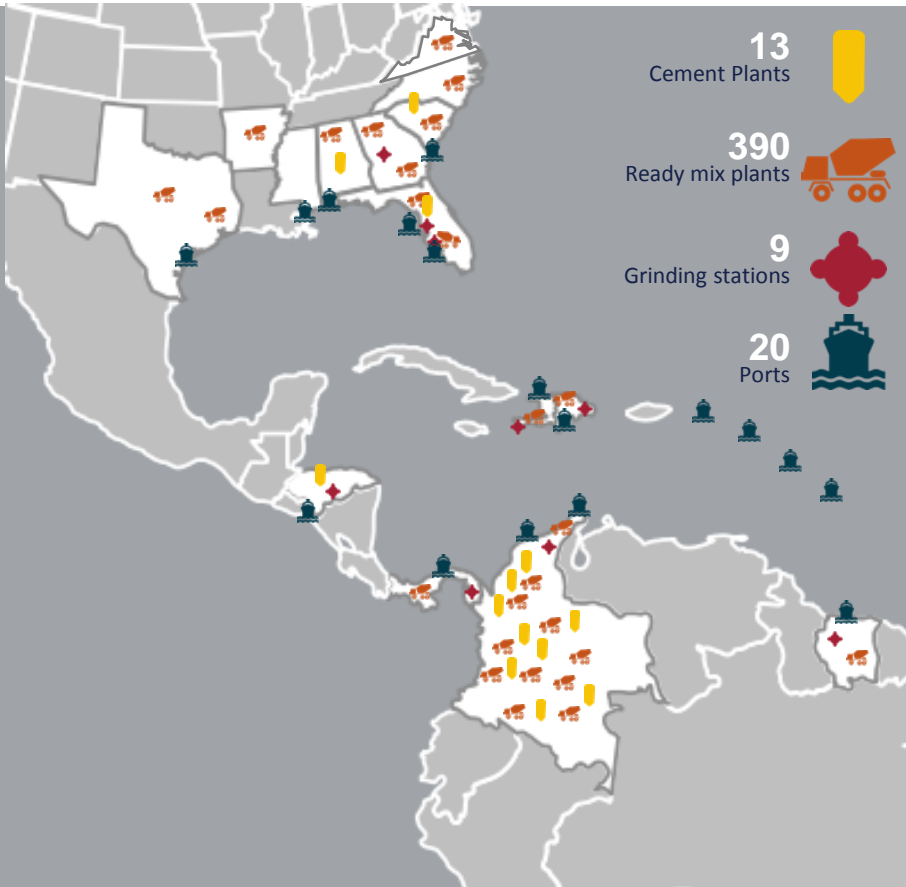 13
Cement Plants
390
Ready mix plants
9
Grinding stations
20
Ports